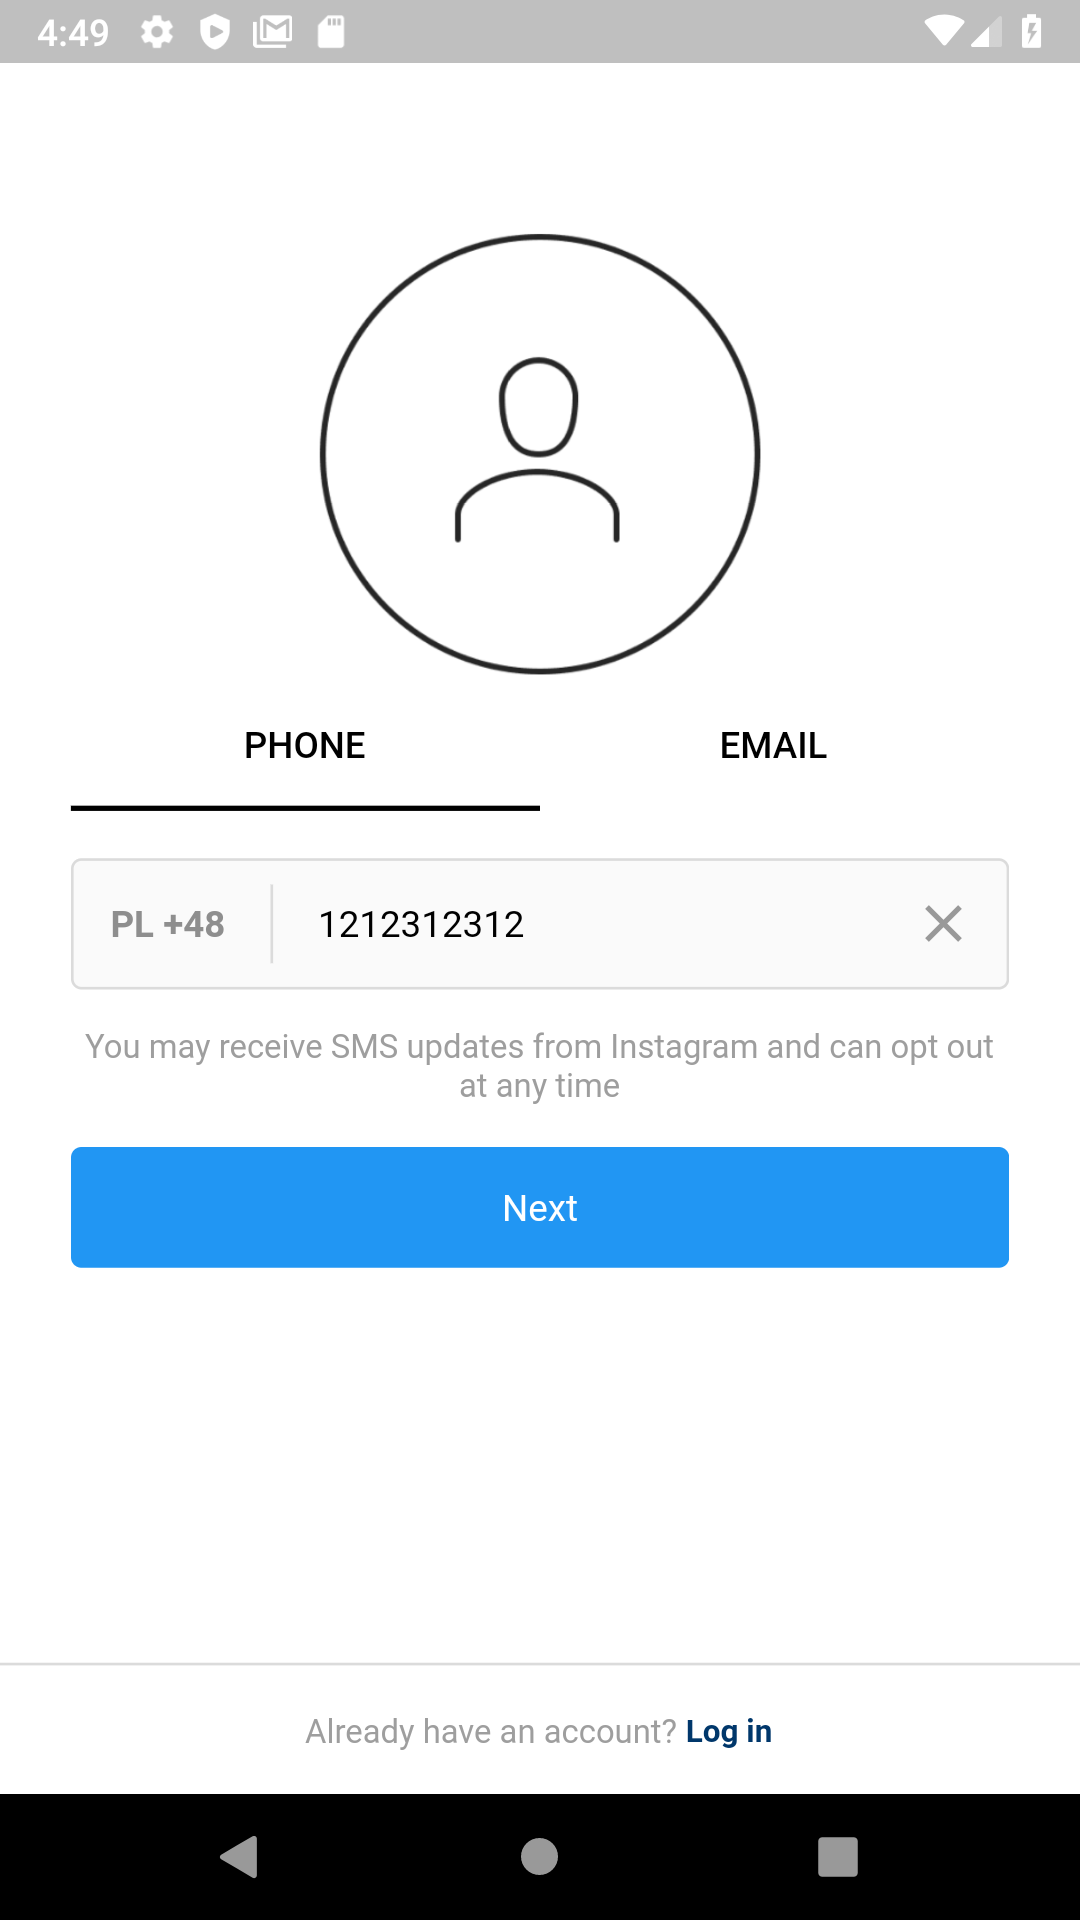 4:49
PHONE
EMAIL
PL +48
1212312312
You may receive SMS updates from Instagram and can opt out
at any time
Next
Already have an account? Log in